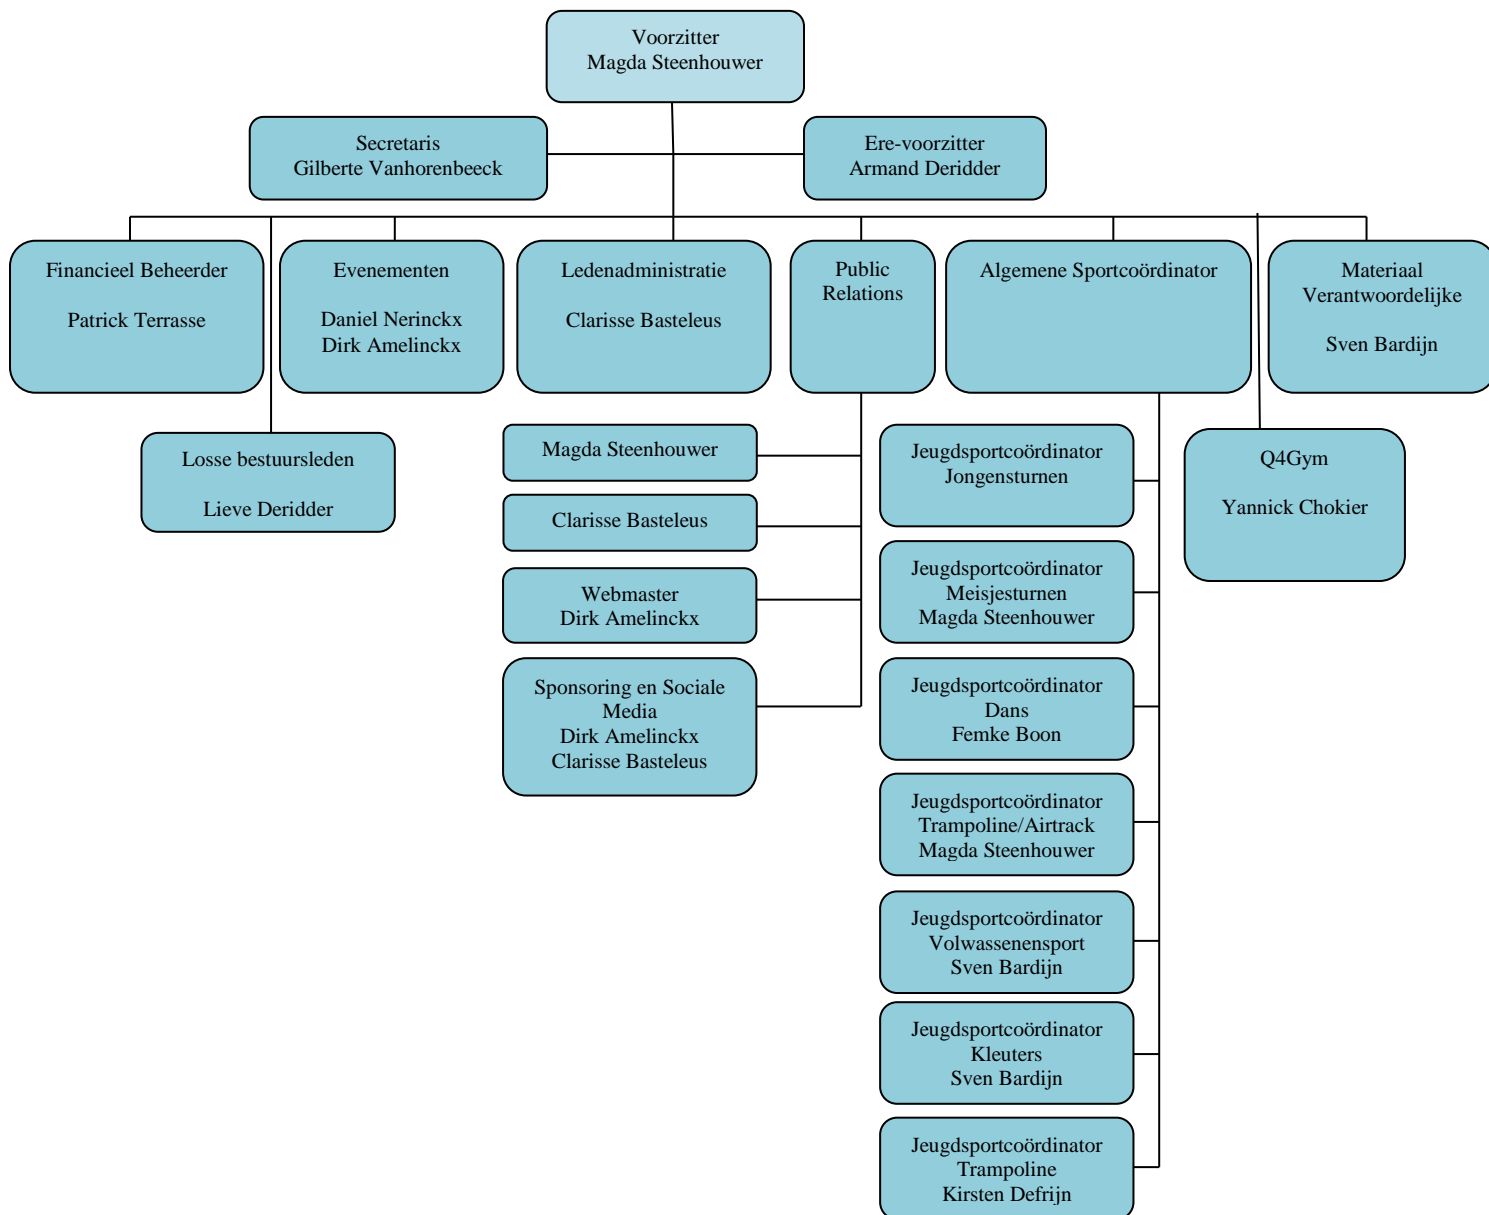 Voorzitter
Magda Steenhouwer
Secretaris
Gilberte Vanhorenbeeck
Ere-voorzitter
Armand Deridder
Financieel Beheerder
Patrick Terrasse
Evenementen
Daniel Nerinckx
Dirk Amelinckx
Ledenadministratie
Clarisse Basteleus
Public
Relations
Algemene Sportcoördinator
Materiaal
Verantwoordelijke
Sven Bardijn
Losse bestuursleden
Lieve Deridder
Q4Gym
Yannick Chokier
Magda Steenhouwer
Clarisse Basteleus
Webmaster
Dirk Amelinckx
Sponsoring en Sociale
Media
Dirk Amelinckx
Clarisse Basteleus
Jeugdsportcoördinator
Jongensturnen
Jeugdsportcoördinator
Meisjesturnen
Magda Steenhouwer
Jeugdsportcoördinator
Dans
Femke Boon
Jeugdsportcoördinator
Trampoline/Airtrack
Magda Steenhouwer
Jeugdsportcoördinator
Volwassenensport
Sven Bardijn
Jeugdsportcoördinator
Kleuters
Sven Bardijn
Jeugdsportcoördinator
Trampoline
Kirsten Defrijn